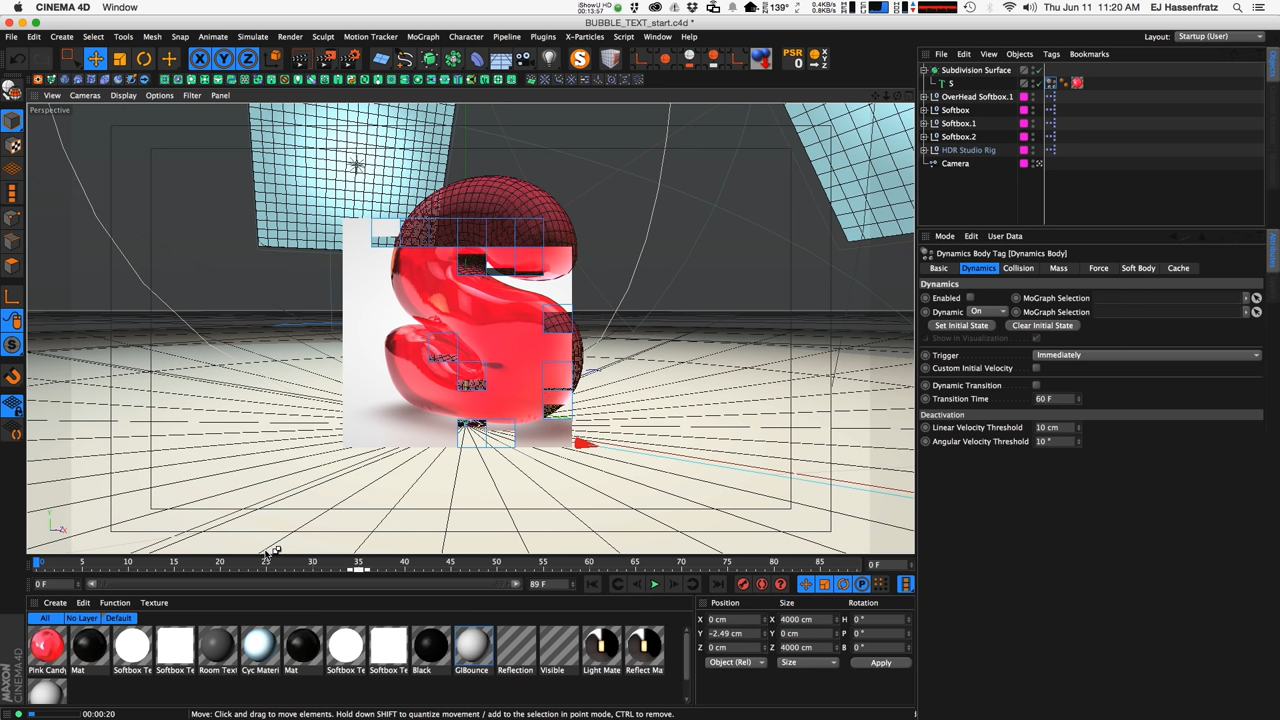 CINEMA 4D Window
iShowU HD 00:13:57
139° 0.4KB/s 0.8KB/s
Thu Jun 11 11:20 AM EJ Hassenfratz
BUBBLE_TEXT_start.c4d *
File Edit Create Select Tools Mesh Snap Animate Simulate Render Sculpt Motion Tracker MoGraph Character Pipeline Plugins X-Particles Script Window Help
Layout: Startup (User)
PSR 0
File Edit View Objects Tags Bookmarks
Subdivision Surface
S
OverHead Softbox.1
Softbox
Softbox.1
Softbox.2
HDR Studio Rig
Camera
View Cameras Display Options Filter Panel
Perspective
Mode Edit User Data
Dynamics Body Tag [Dynamics Body]
Basic Dynamics Collision Mass Force Soft Body Cache
Dynamics
Enabled MoGraph Selection
Dynamic On MoGraph Selection
Set Initial State Clear Initial State
Show in Visualization
Trigger Immediately
Custom Initial Velocity
Dynamic Transition
Transition Time 60 F
Deactivation
Linear Velocity Threshold 10 cm
Angular Velocity Threshold 10 °
0 5 10 15 20 25 30 35 40 45 50 55 60 65 70 75 80 85 0 F
0 F 89 F
Create Edit Function Texture
All No Layer Default
Pink Candy Mat Softbox Te Softbox Te Room Text Cyc Materi Mat Softbox Te Softbox Te Black GIBounce Reflection Visible Light Mate Reflect Ma
Position Size Rotation
X 0 cm X 4000 cm H 0 °
Y -2.49 cm Y 0 cm P 0 °
Z 0 cm Z 4000 cm B 0 °
Object (Rel) Size Apply
MAXON CINEMA 4D
00:00:20 Move: Click and drag to move elements. Hold down SHIFT to quantize movement / add to the selection in point mode, CTRL to remove.